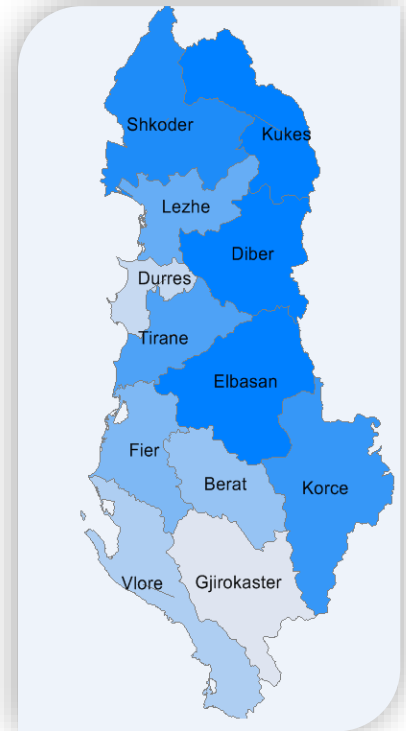 Shkoder
Kukes
Lezhe
Diber
Durres
Tirane
Elbasan
Fier
Berat
Korce
Vlore
Gjirokaster